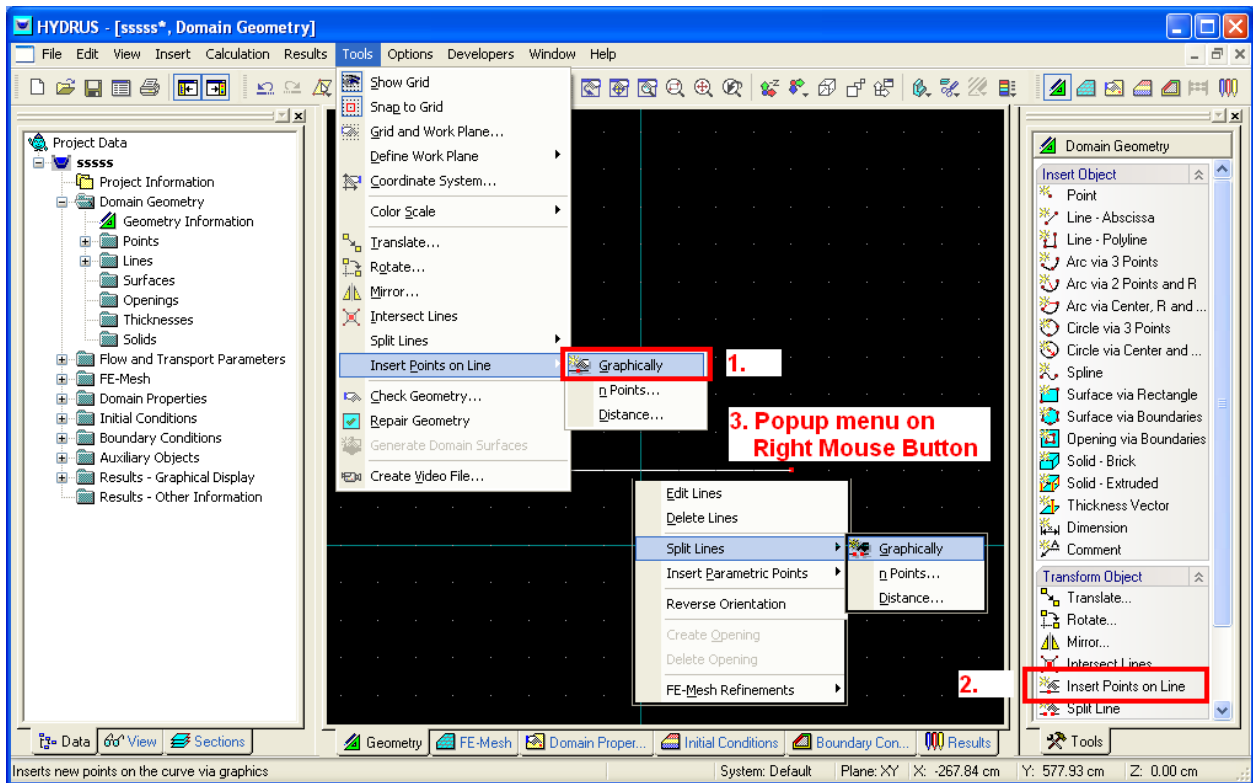 HYDRUS - [sssss*, Domain Geometry]
File Edit View Insert Calculation Results Tools Options Developers Window Help
Project Data
sssss
Project Information
Domain Geometry
Geometry Information
Points
Lines
Surfaces
Openings
Thicknesses
Solids
Flow and Transport Parameters
FE-Mesh
Domain Properties
Initial Conditions
Boundary Conditions
Auxiliary Objects
Results - Graphical Display
Results - Other Information
Data View Sections
Show Grid
Snap to Grid
Grid and Work Plane...
Define Work Plane
Coordinate System...
Color Scale
Translate...
Rotate...
Mirror...
Intersect Lines
Split Lines
Insert Points on Line
Check Geometry...
Repair Geometry
Generate Domain Surfaces
Create Video File...
Graphically
n Points...
Distance...
1.
3. Popup menu on
Right Mouse Button
Edit Lines
Delete Lines
Split Lines
Insert Parametric Points
Reverse Orientation
Create Opening
Delete Opening
FE-Mesh Refinements
Graphically
n Points...
Distance...
2.
Geometry FE-Mesh Domain Proper... Initial Conditions Boundary Con... Results
Domain Geometry
Insert Object
Point
Line - Abscissa
Line - Polyline
Arc via 3 Points
Arc via 2 Points and R
Arc via Center, R and ...
Circle via 3 Points
Circle via Center and ...
Spline
Surface via Rectangle
Surface via Boundaries
Opening via Boundaries
Solid - Brick
Solid - Extruded
Thickness Vector
Dimension
Comment
Transform Object
Translate...
Rotate...
Mirror...
Intersect Lines
Insert Points on Line
Split Line
Tools
Inserts new points on the curve via graphics
System: Default Plane: XY X: -267.84 cm Y: 577.93 cm Z: 0.00 cm